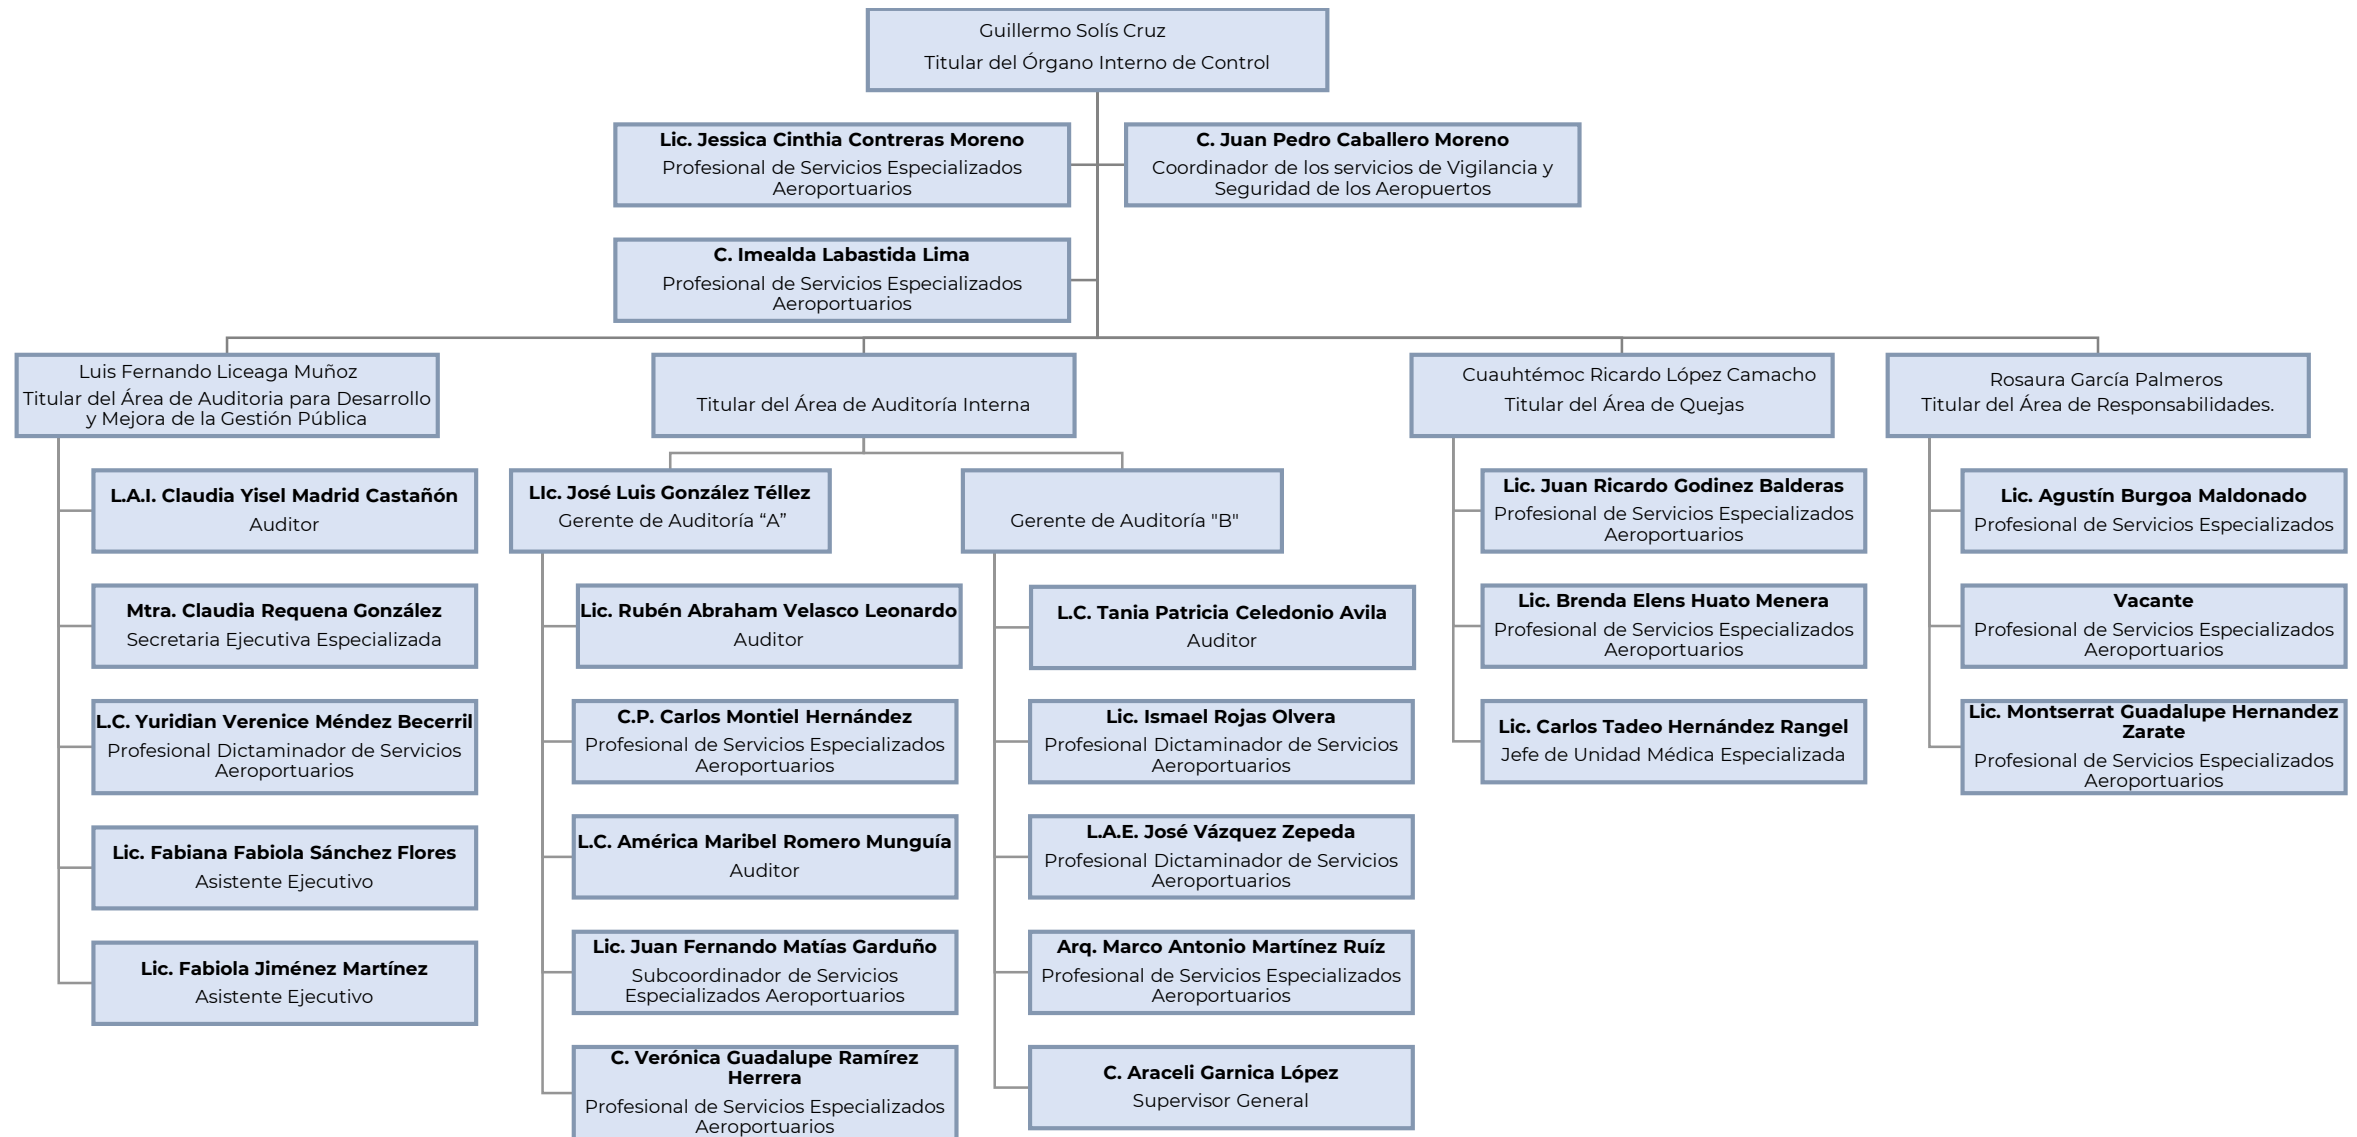 Guillermo Solís Cruz
Titular del Órgano Interno de Control
Lic. Jessica Cinthia Contreras Moreno
Profesional de Servicios Especializados
Aeroportuarios
C. Juan Pedro Caballero Moreno
Coordinador de los servicios de Vigilancia y
Seguridad de los Aeropuertos
C. Imealda Labastida Lima
Profesional de Servicios Especializados
Aeroportuarios
Luis Fernando Liceaga Muñoz
Titular del Área de Auditoria para Desarrollo
y Mejora de la Gestión Pública
Titular del Área de Auditoría Interna
Cuauhtémoc Ricardo López Camacho
Titular del Área de Quejas
Rosaura García Palmeros
Titular del Área de Responsabilidades.
L.A.I. Claudia Yisel Madrid Castañón
Auditor
Mtra. Claudia Requena González
Secretaria Ejecutiva Especializada
L.C. Yuridian Verenice Méndez Becerril
Profesional Dictaminador de Servicios
Aeroportuarios
Lic. Fabiana Fabiola Sánchez Flores
Asistente Ejecutivo
Lic. Fabiola Jiménez Martínez
Asistente Ejecutivo
LIc. José Luis González Téllez
Gerente de Auditoría “A”
Lic. Rubén Abraham Velasco Leonardo
Auditor
C.P. Carlos Montiel Hernández
Profesional de Servicios Especializados
Aeroportuarios
L.C. América Maribel Romero Munguía
Auditor
Lic. Juan Fernando Matías Garduño
Subcoordinador de Servicios
Especializados Aeroportuarios
C. Verónica Guadalupe Ramírez
Herrera
Profesional de Servicios Especializados
Aeroportuarios
Gerente de Auditoría "B"
L.C. Tania Patricia Celedonio Avila
Auditor
Lic. Ismael Rojas Olvera
Profesional Dictaminador de Servicios
Aeroportuarios
L.A.E. José Vázquez Zepeda
Profesional Dictaminador de Servicios
Aeroportuarios
Arq. Marco Antonio Martínez Ruíz
Profesional de Servicios Especializados
Aeroportuarios
C. Araceli Garnica López
Supervisor General
Lic. Juan Ricardo Godinez Balderas
Profesional de Servicios Especializados
Aeroportuarios
Lic. Brenda Elens Huato Menera
Profesional de Servicios Especializados
Aeroportuarios
Lic. Carlos Tadeo Hernández Rangel
Jefe de Unidad Médica Especializada
Lic. Agustín Burgoa Maldonado
Profesional de Servicios Especializados
Vacante
Profesional de Servicios Especializados
Aeroportuarios
Lic. Montserrat Guadalupe Hernandez
Zarate
Profesional de Servicios Especializados
Aeroportuarios